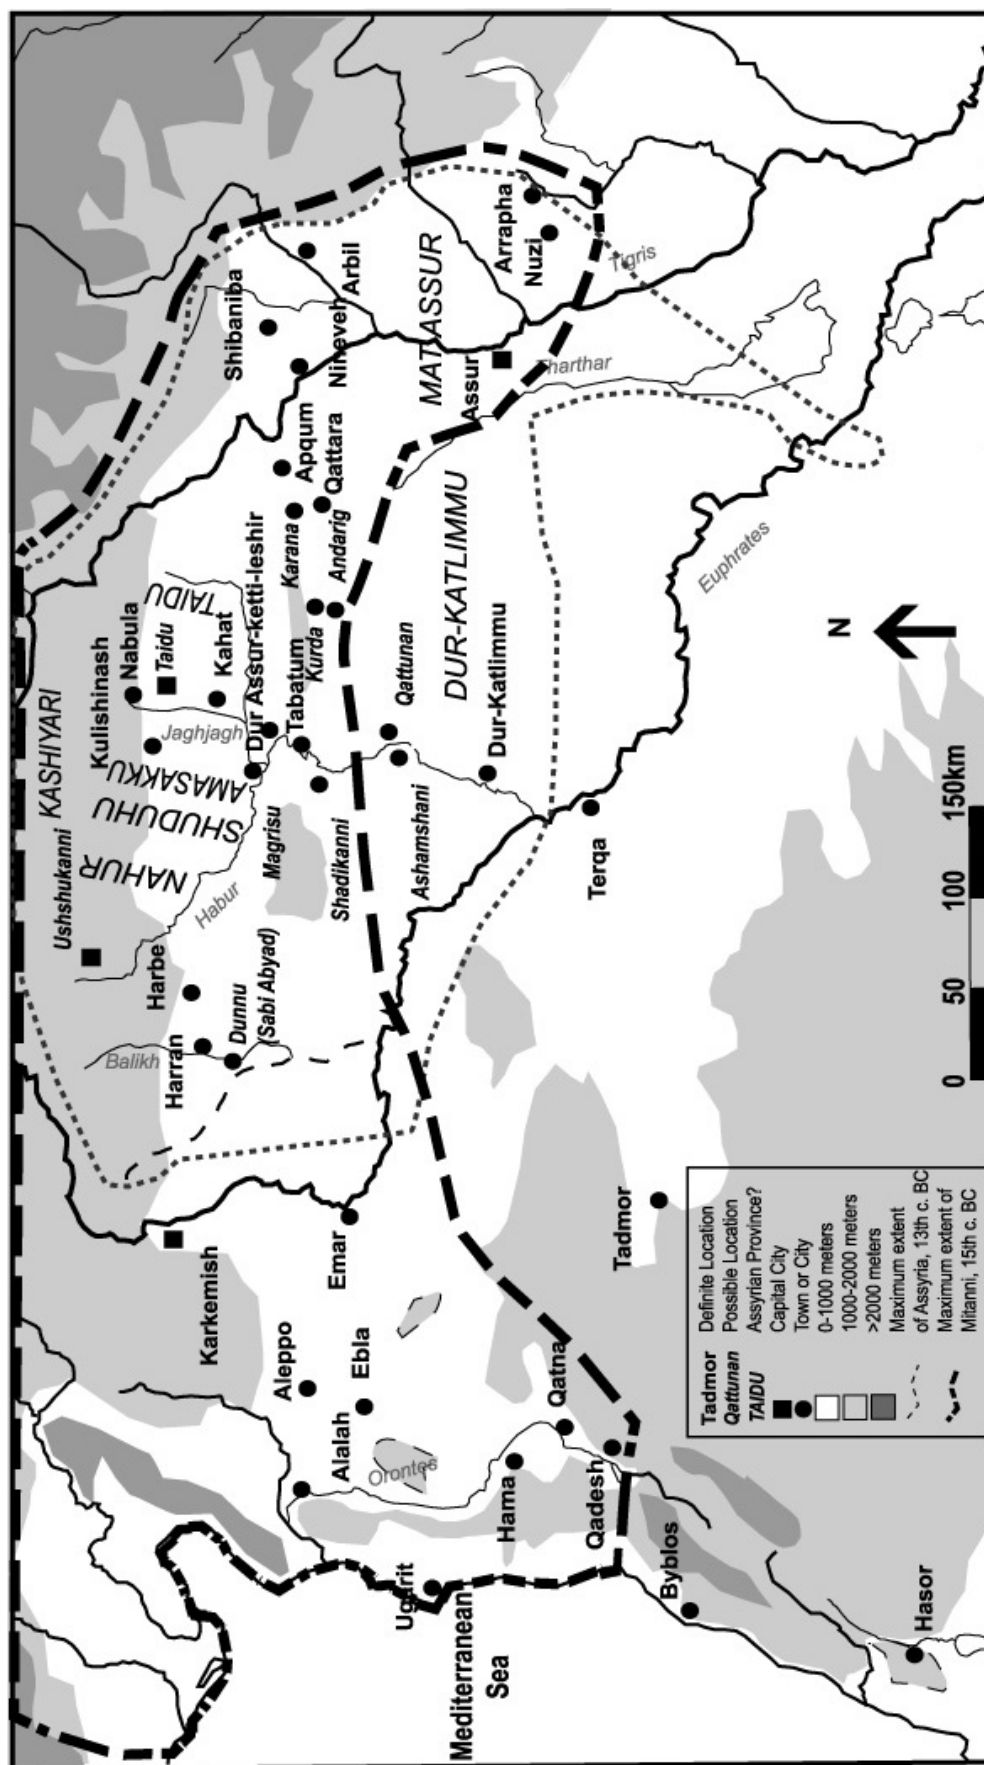 KASHIYARI
Kulishinash
Nabula
Taidu
TAIDU
Kahat
Ushshukanni
NAHUR
SHUDUHU
AMASAKKU
Jaghjagh
Habur
Harbe
Harran
Balikh
Dunnu
(Sabi Abyad)
Dur Assur-ketti-leshir
Tabatum
Magrisu
Shadikanni
Kurda
Karana
Andarig
Qattara
Apqum
Shibaniba
Nineveh
Arbil
MATASSUR
Assur
Arrapha
Nuzi
Tigris
Tharthar
Qattunan
Ashamshani
DUR-KATLIMMU
Dur-Katlimmu
Terqa
Euphrates
Karkemish
Emar
Aleppo
Ebla
Alalah
Orontes
Ugarit
Mediterranean
Sea
Hama
Qatna
Qadesh
Byblos
Hasor
Tadmor
N
0 50 100 150km
Tadmor Definite Location
Qattunan Possible Location
TAIDU Assyrian Province?
Capital City
Town or City
0-1000 meters
1000-2000 meters
>2000 meters
Maximum extent
of Assyria, 13th c. BC
Maximum extent of
Mitanni, 15th c. BC